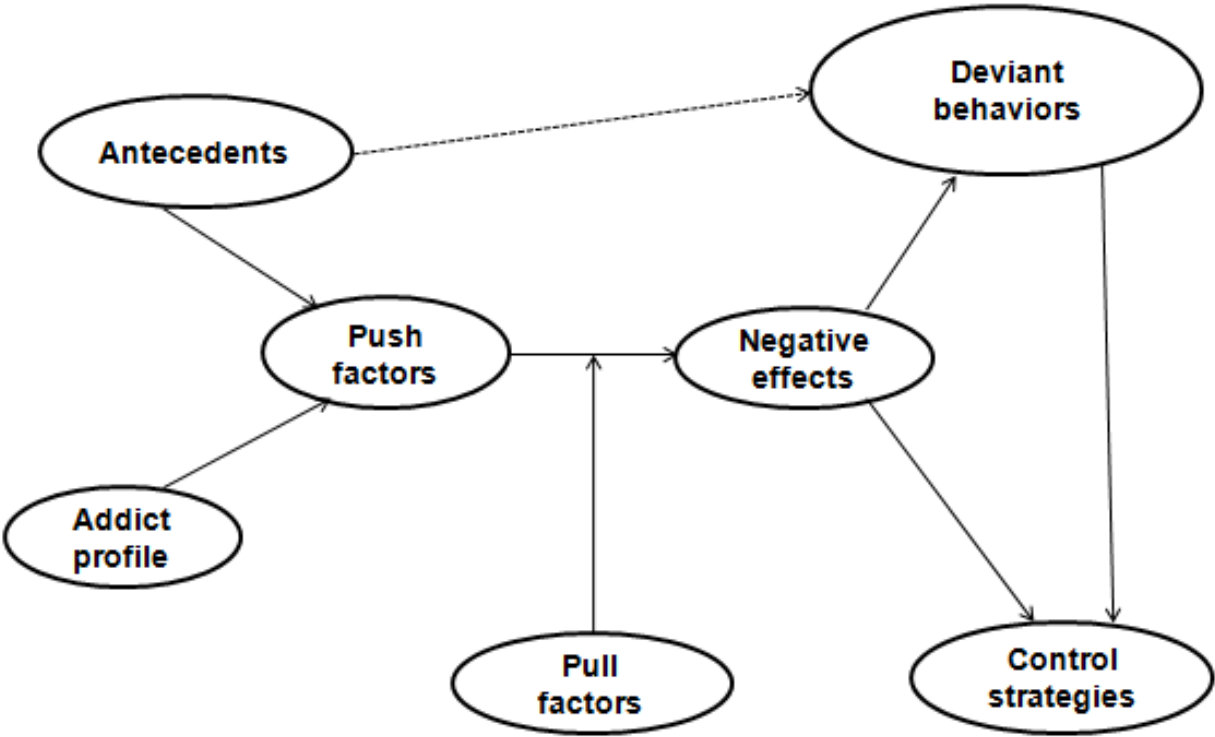 Deviant
behaviors
Antecedents
Push
factors
Negative
effects
Addict
profile
Pull
factors
Control
strategies